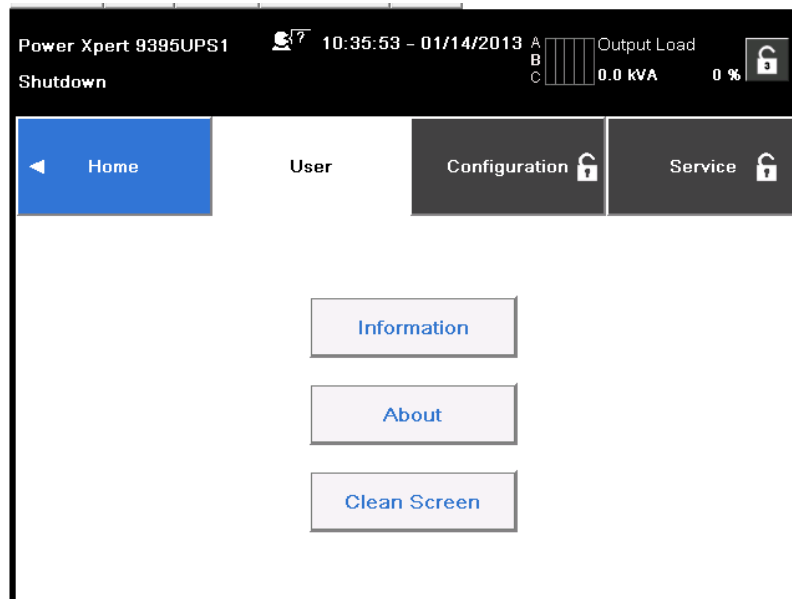 Power Xpert 9395UPS1
? 10:35:53 - 01/14/2013
A
B
C
Output Load
0.0 kVA 0 %
3
Shutdown
Home
User
Configuration
Service
Information
About
Clean Screen